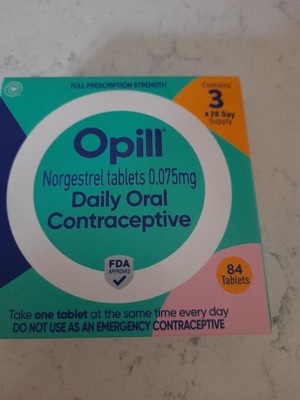 FULL PRESCRIPTION STRENGTH
Contains
3
x 28 Day
Supply
Opill
Norgestrel tablets 0.075mg
Daily Oral
Contraceptive
FDA
APPROVED
84
Tablets
Take one tablet at the same time every day
DO NOT USE AS AN EMERGENCY CONTRACEPTIVE